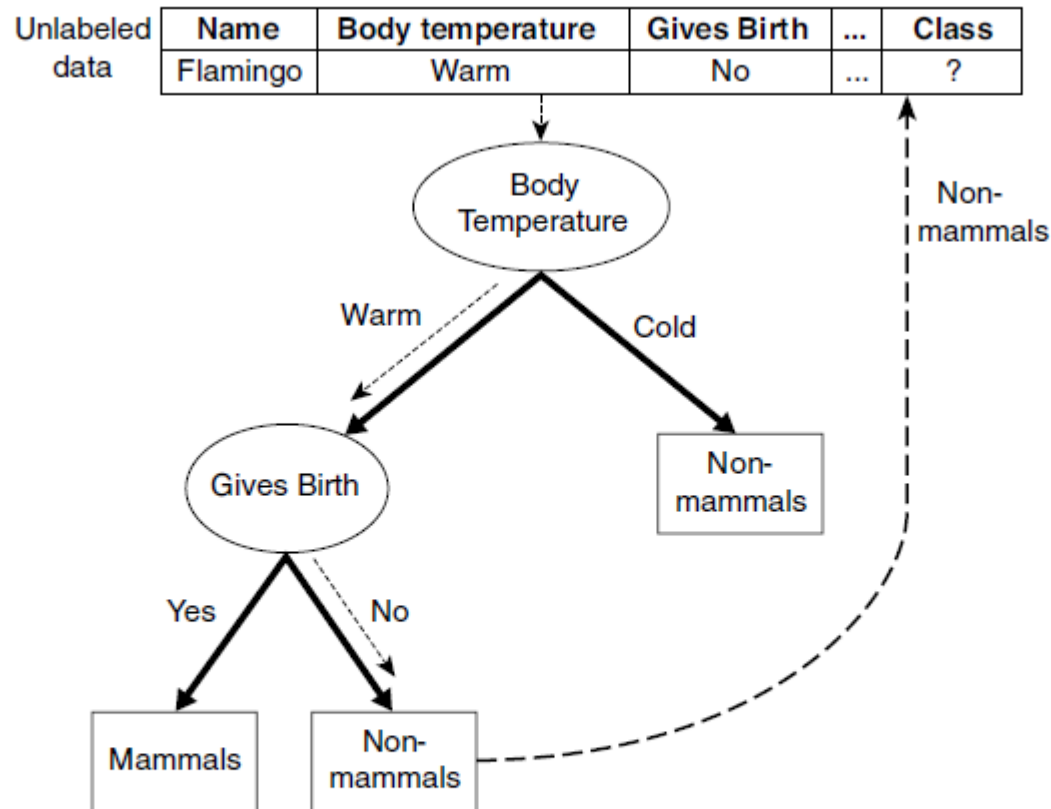 Unlabeled data
Name Body temperature Gives Birth ... Class
Flamingo Warm No ... ?
Body
Temperature
Non-
mammals
Warm
Cold
Gives Birth
Non-
mammals
Yes
No
Mammals
Non-
mammals